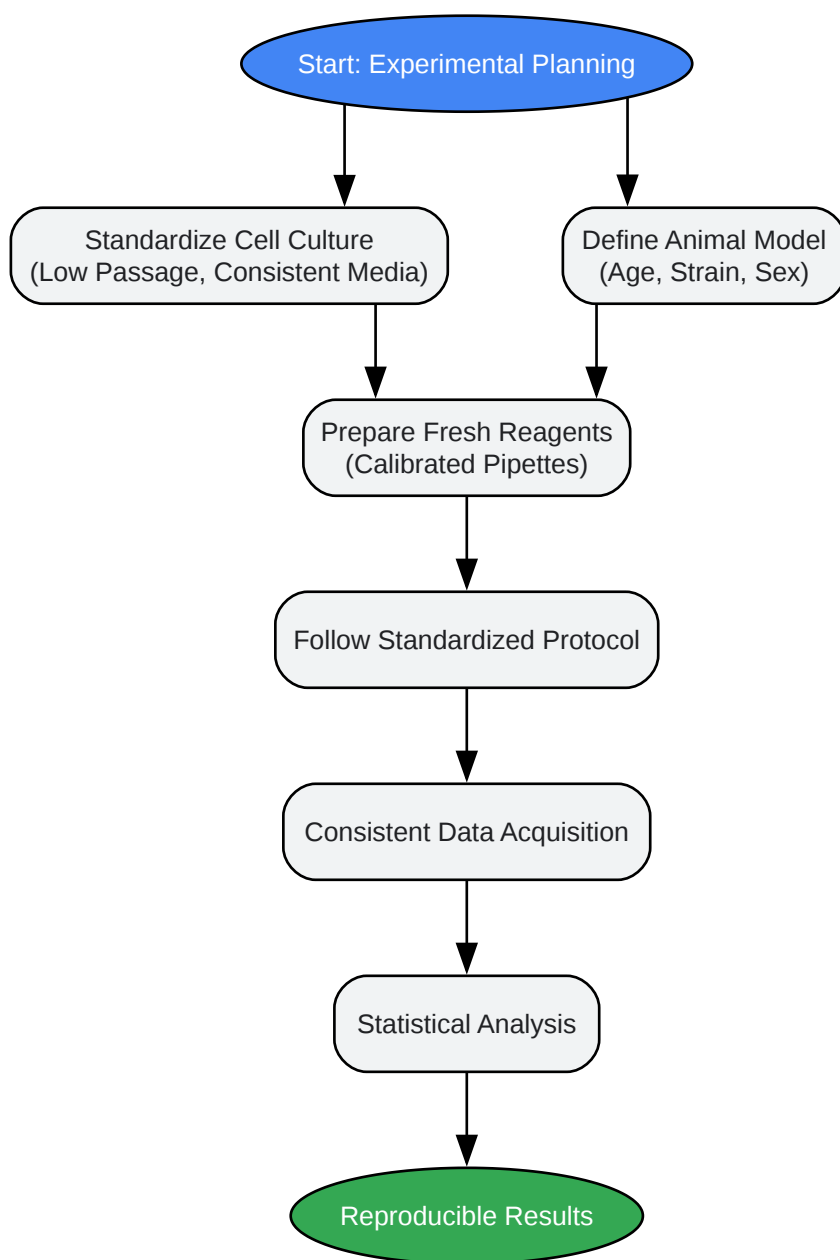 Start: Experimental Planning
Standardize Cell Culture
(Low Passage, Consistent Media)
Define Animal Model
(Age, Strain, Sex)
Prepare Fresh Reagents
(Calibrated Pipettes)
Follow Standardized Protocol
Consistent Data Acquisition
Statistical Analysis
Reproducible Results